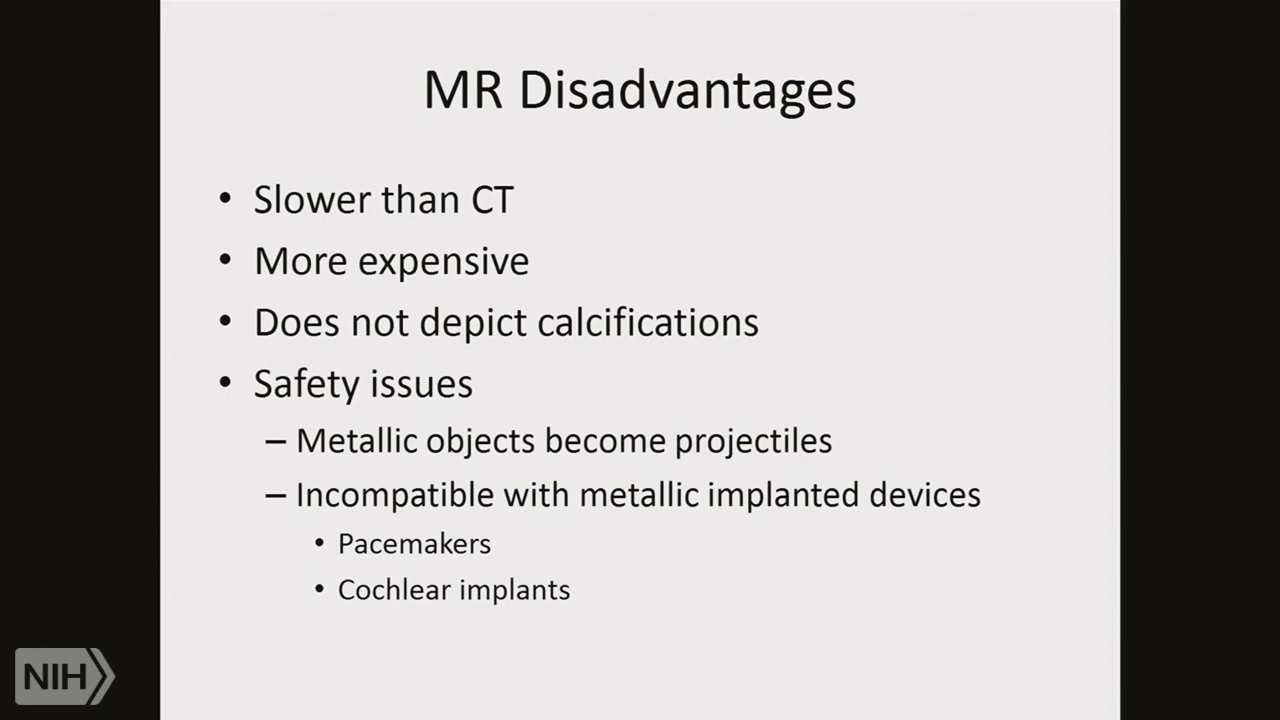 MR Disadvantages
• Slower than CT
• More expensive
• Does not depict calcifications
• Safety issues
– Metallic objects become projectiles
– Incompatible with metallic implanted devices
• Pacemakers
• Cochlear implants
NIH